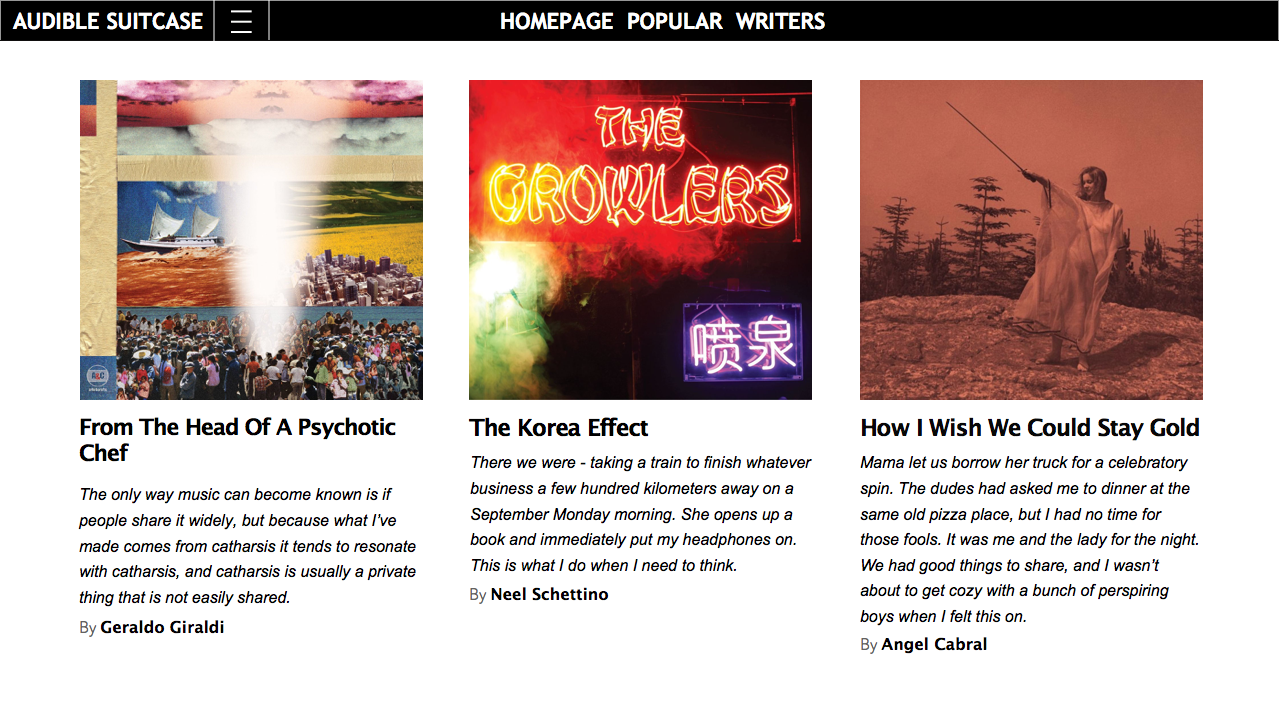 AUDIBLE SUITCASE
HOMEPAGE POPULAR WRITERS
THE
GROWLERS
喷泉
From The Head Of A Psychotic
Chef
The only way music can become known is if
people share it widely, but because what I’ve
made comes from catharsis it tends to resonate
with catharsis, and catharsis is usually a private
thing that is not easily shared.
By Geraldo Giraldi
The Korea Effect
There we were - taking a train to finish whatever
business a few hundred kilometers away on a
September Monday morning. She opens up a
book and immediately put my headphones on.
This is what I do when I need to think.
By Neel Schettino
How I Wish We Could Stay Gold
Mama let us borrow her truck for a celebratory
spin. The dudes had asked me to dinner at the
same old pizza place, but I had no time for
those fools. It was me and the lady for the night.
We had good things to share, and I wasn’t
about to get cozy with a bunch of perspiring
boys when I felt this on.
By Angel Cabral